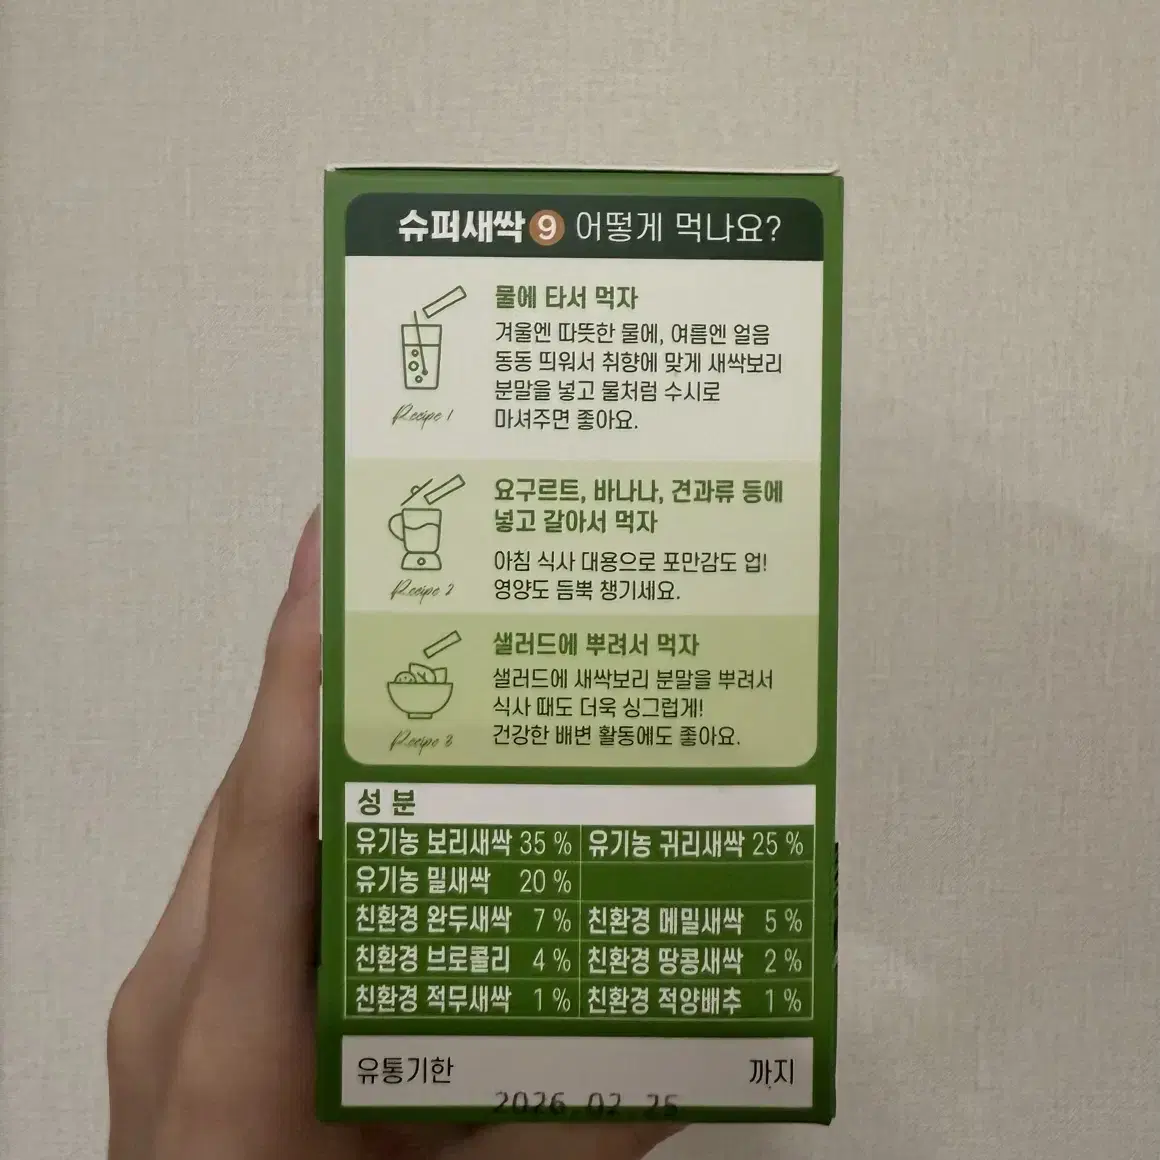 슈퍼새싹 9 어떻게 먹나요?
물에 타서 먹자
겨울엔 따뜻한 물에, 여름엔 얼음
동동 띄워서 취향에 맞게 새싹보리
분말을 넣고 물처럼 수시로
마셔주면 좋아요.
Recipe 1
요구르트, 바나나, 견과류 등에
넣고 갈아서 먹자
아침 식사 대용으로 포만감도 업!
영양도 듬뿍 챙기세요.
Recipe 2
샐러드에 뿌려서 먹자
샐러드에 새싹보리 분말을 뿌려서
식사 때도 더욱 싱그럽게!
건강한 배변 활동에도 좋아요.
Recipe 3
성 분
유기농 보리새싹 35 % 유기농 귀리새싹 25 %
유기농 밀새싹 20 %
친환경 완두새싹 7 % 친환경 메밀새싹 5 %
친환경 브로콜리 4 % 친환경 땅콩새싹 2 %
친환경 적무새싹 1 % 친환경 적양배추 1 %
유통기한 까지
2026.02.25